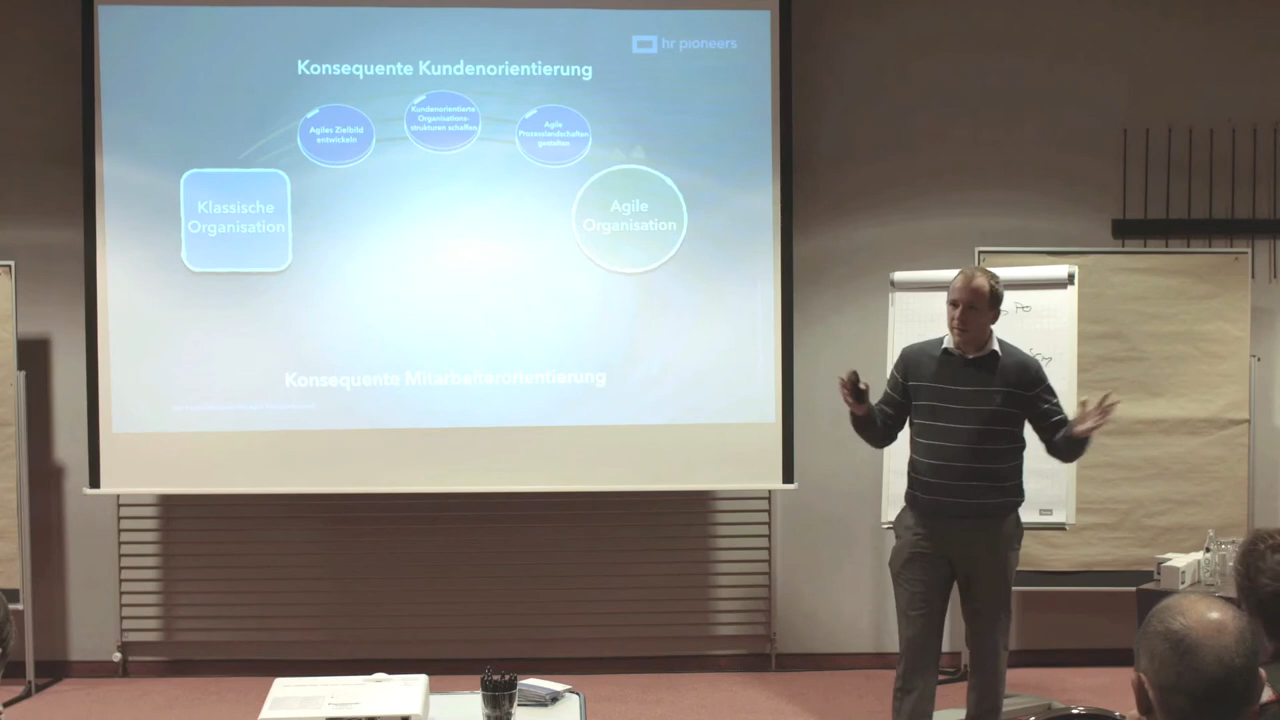 hr pioneers
Konsequente Kundenorientierung
Agiles Zielbild
entwickeln
Kundenorientierte
Organisations-
strukturen schaffen
Agile
Prozesslandschaften
gestalten
Klassische
Organisation
Agile
Organisation
Konsequente Mitarbeiterorientierung
PO